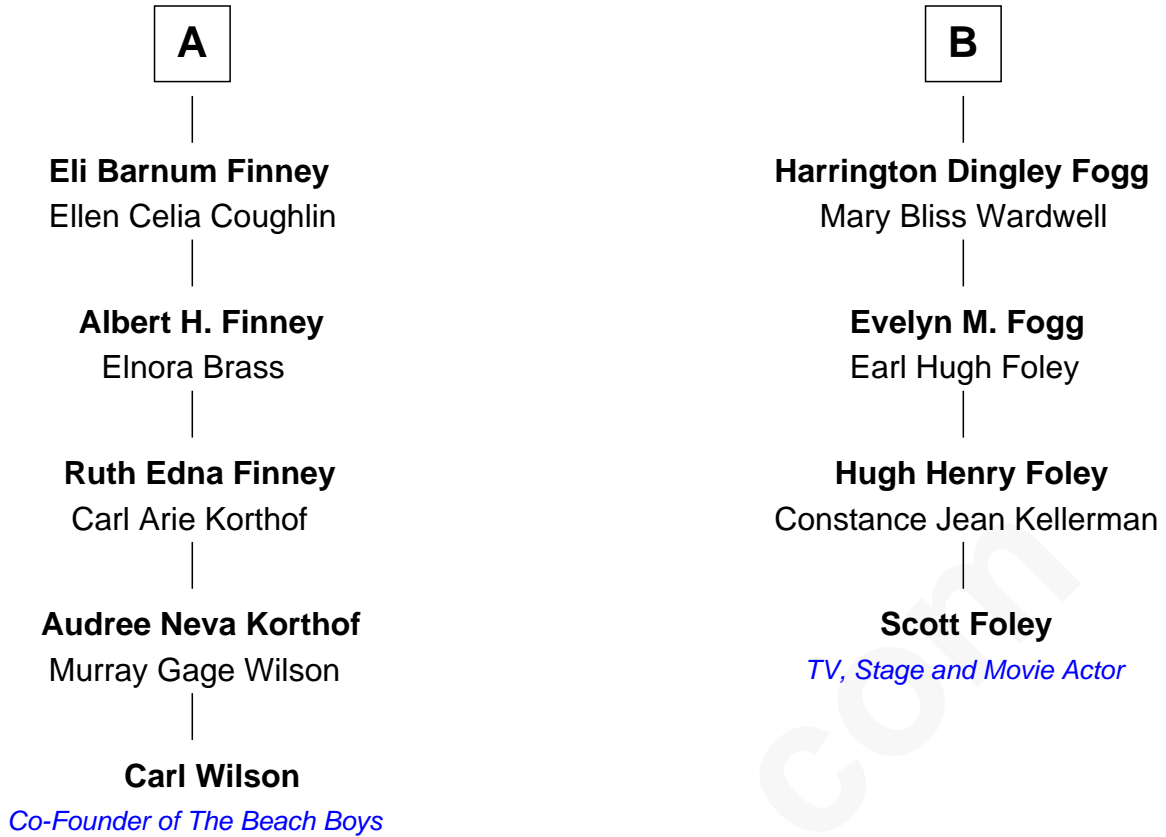 A
B
Eli Barnum Finney
Ellen Celia Coughlin
Harrington Dingley Fogg
Mary Bliss Wardwell
Albert H. Finney
Elnora Brass
Evelyn M. Fogg
Earl Hugh Foley
Ruth Edna Finney
Carl Arie Korthof
Hugh Henry Foley
Constance Jean Kellerman
Audree Neva Korthof
Murray Gage Wilson
Scott Foley
TV, Stage and Movie Actor
Carl Wilson
Co-Founder of The Beach Boys
com